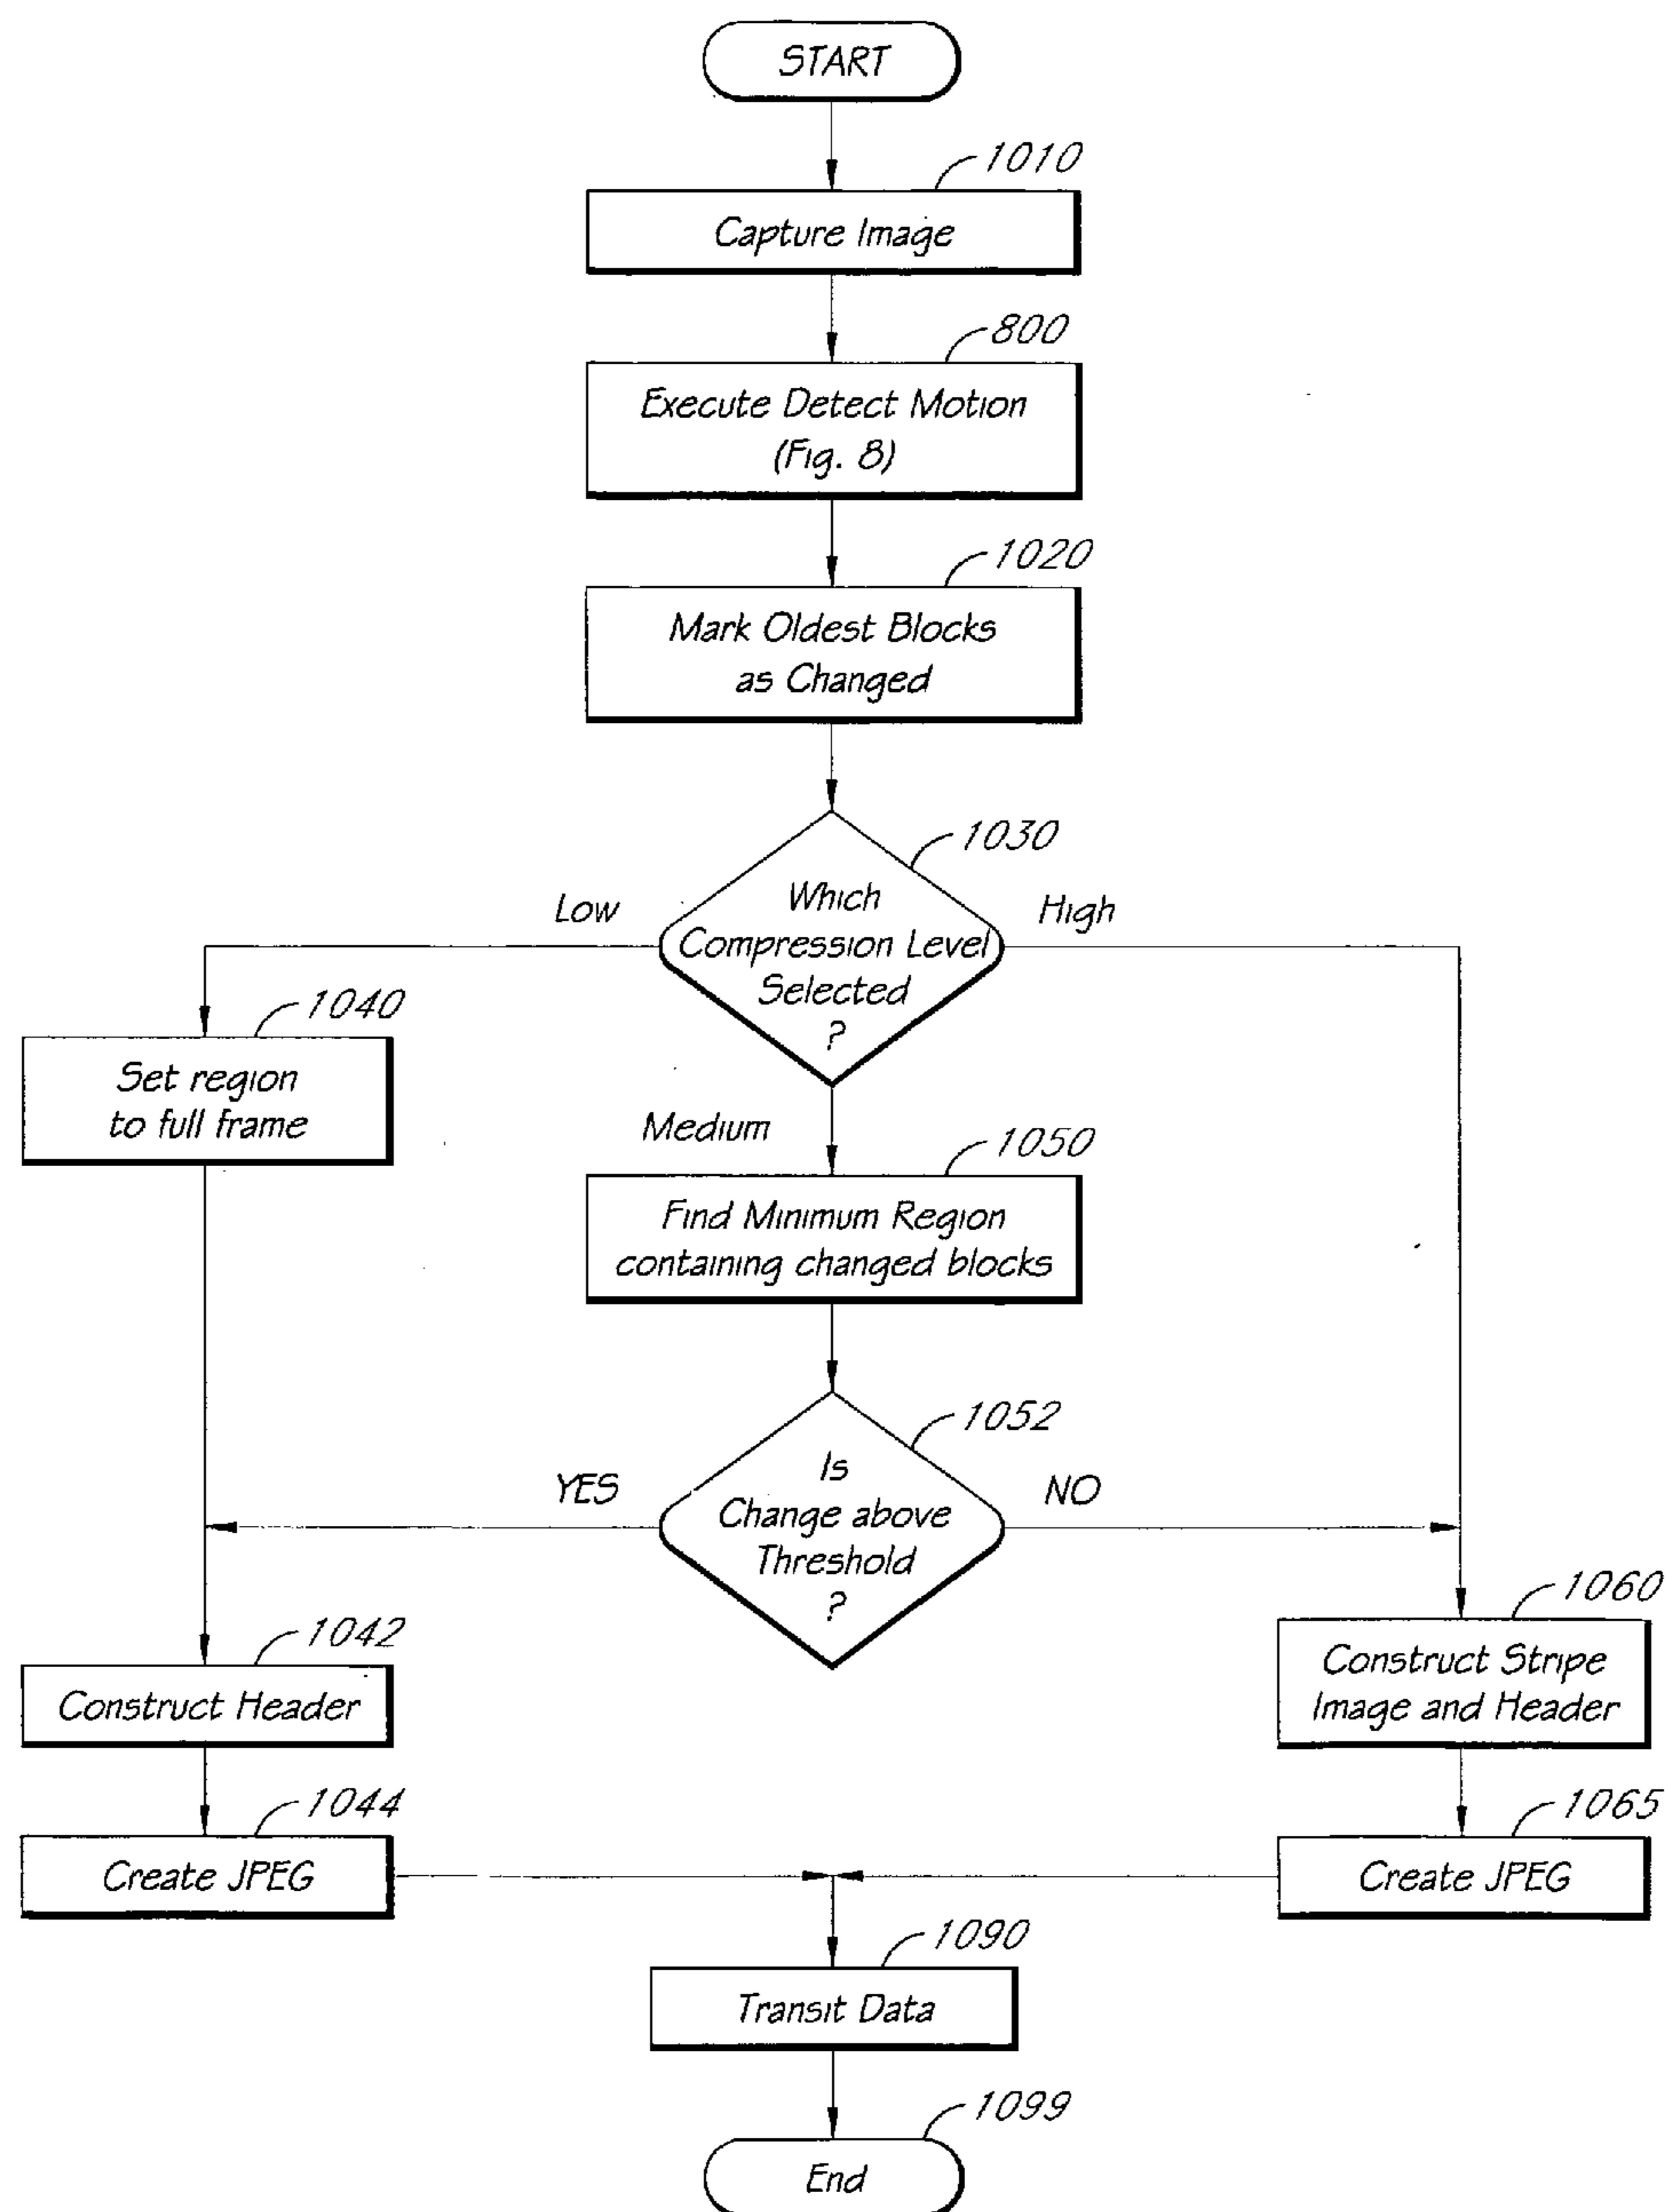 START
1010
Capture Image
800
Execute Detect Motion
(Fig. 8)
1020
Mark Oldest Blocks
as Changed
1030
Which
Compression Level
Selected
?
Low
High
Medium
1040
Set region
to full frame
1050
Find Minimum Region
containing changed blocks
1052
Is
Change above
Threshold
?
YES
NO
1042
Construct Header
1060
Construct Stripe
Image and Header
1044
Create JPEG
1065
Create JPEG
1090
Transit Data
1099
End